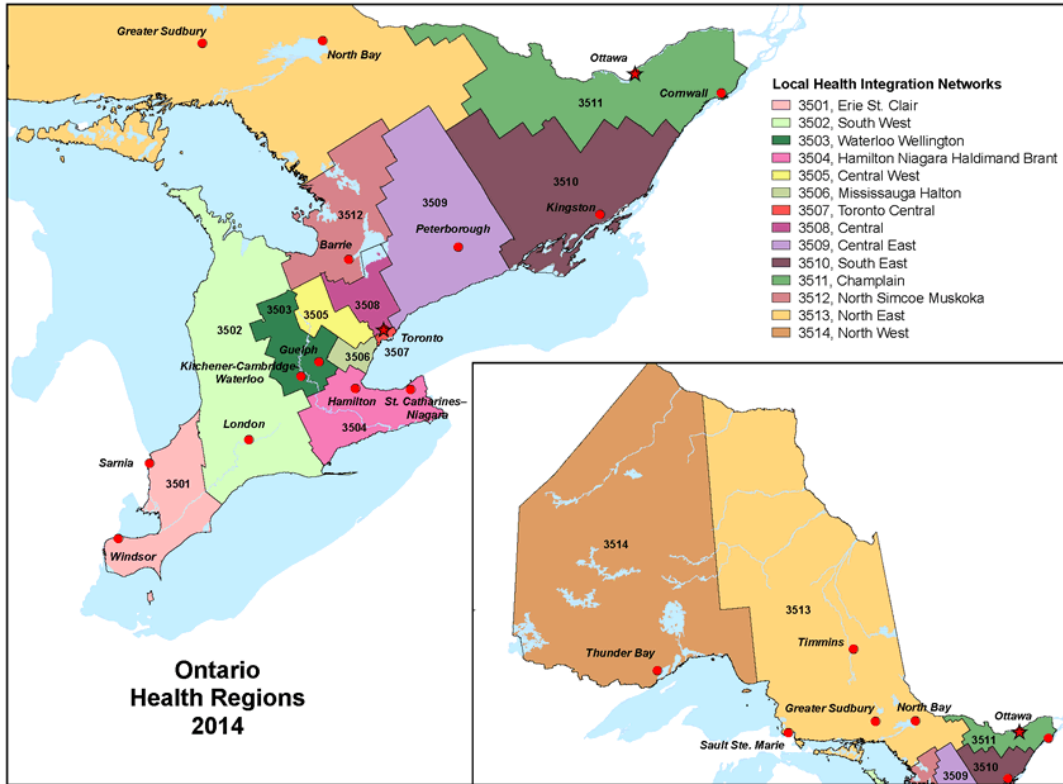 Greater Sudbury
North Bay
Ottawa
Cornwall
3511
3510
Kingston
3509
Peterborough
3512
Barrie
3508
3503
3505
3502
Toronto
3507
3506
Guelph
Kitchener-Cambridge-
Waterloo
Hamilton
St. Catharines–
Niagara
3504
London
Sarnia
3501
Windsor
Ontario
Health Regions
2014
Local Health Integration Networks
3501, Erie St. Clair
3502, South West
3503, Waterloo Wellington
3504, Hamilton Niagara Haldimand Brant
3505, Central West
3506, Mississauga Halton
3507, Toronto Central
3508, Central
3509, Central East
3510, South East
3511, Champlain
3512, North Simcoe Muskoka
3513, North East
3514, North West
3514
3513
Timmins
Thunder Bay
Greater Sudbury
North Bay
Ottawa
Sault Ste. Marie
3511
3510
3509